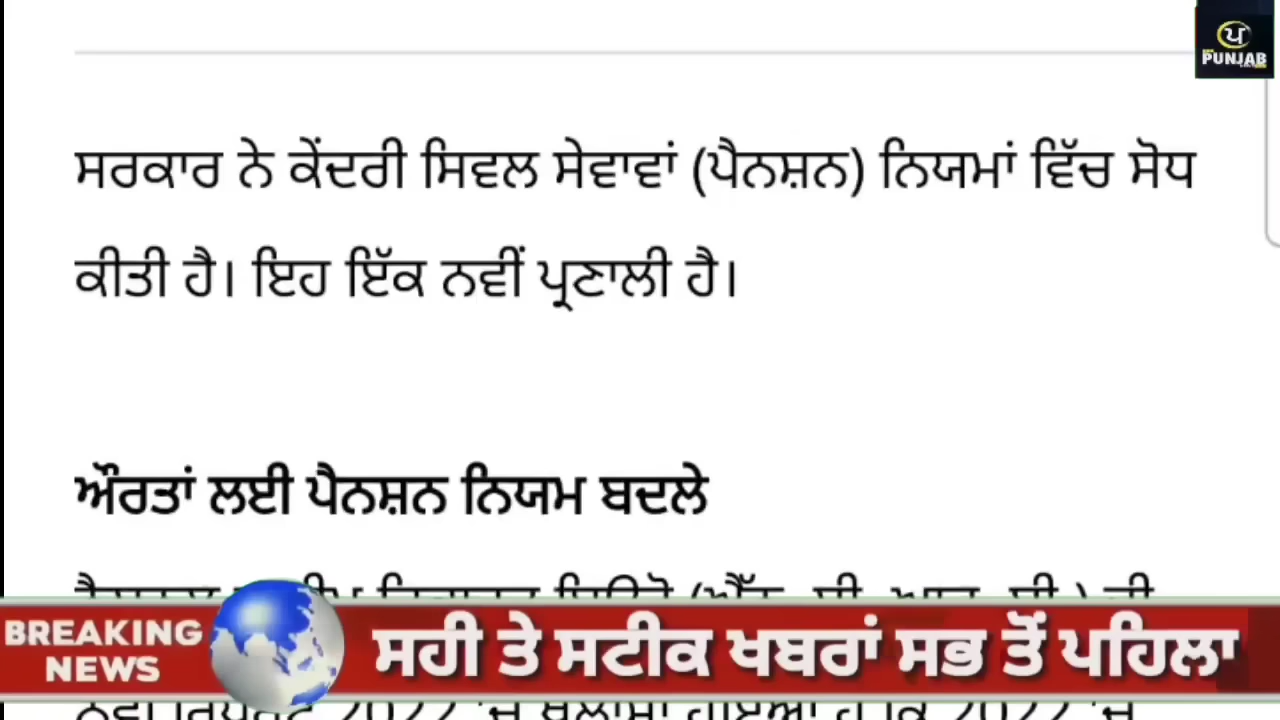 ਪ
PUNJAB
ਸਰਕਾਰ ਨੇ ਕੇਂਦਰੀ ਸਿਵਲ ਸੇਵਾਵਾਂ (ਪੈਨਸ਼ਨ) ਨਿਯਮਾਂ ਵਿੱਚ ਸੋਧ
ਕੀਤੀ ਹੈ। ਇਹ ਇੱਕ ਨਵੀਂ ਪ੍ਰਣਾਲੀ ਹੈ।
ਔਰਤਾਂ ਲਈ ਪੈਨਸ਼ਨ ਨਿਯਮ ਬਦਲੇ
BREAKING
NEWS
ਸਹੀ ਤੇ ਸਟੀਕ ਖਬਰਾਂ ਸਭ ਤੋਂ ਪਹਿਲਾ